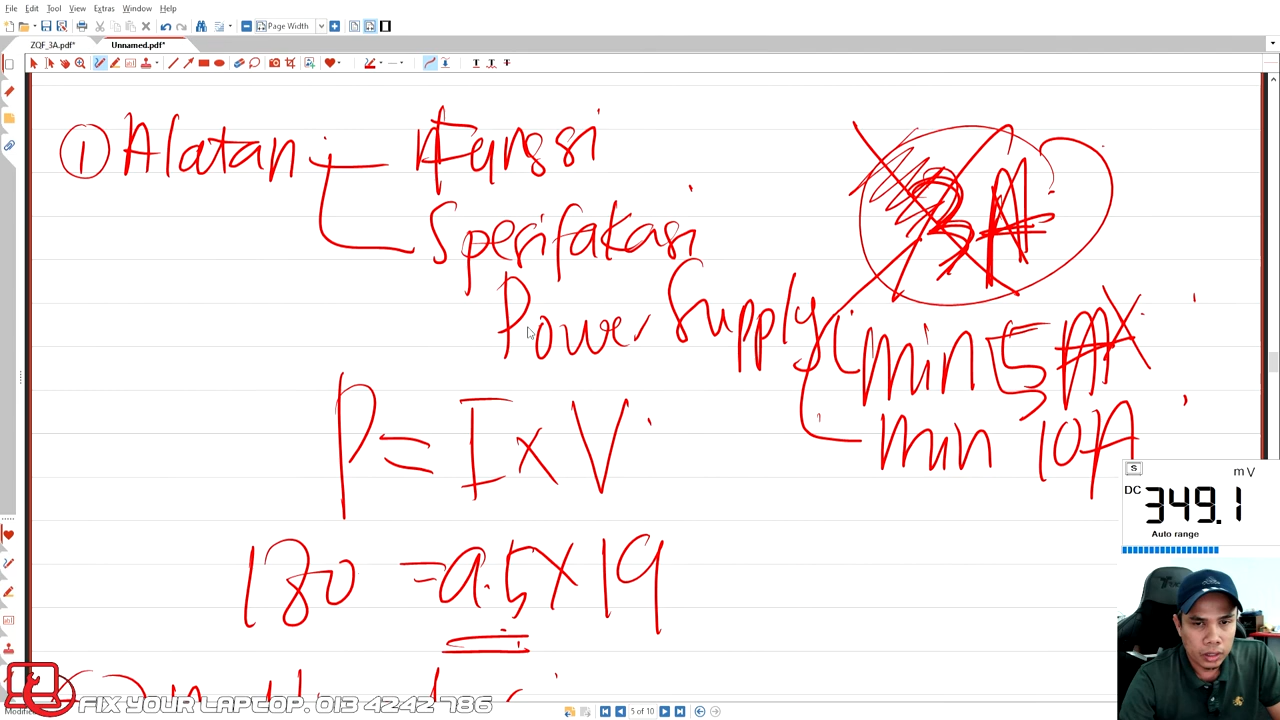 File Edit Tool View Extras Window Help
Page Width
ZQF_3A.pdf* Unnamed.pdf*
① Alatan Fungsi
Spesifakasi
Power Supply min 5A
min 10A
P = I x V
180 = 9.5 x 19
S mV
DC 349.1
Auto range
FIX YOUR LAPTOP. 013 4242 786
5 of 10